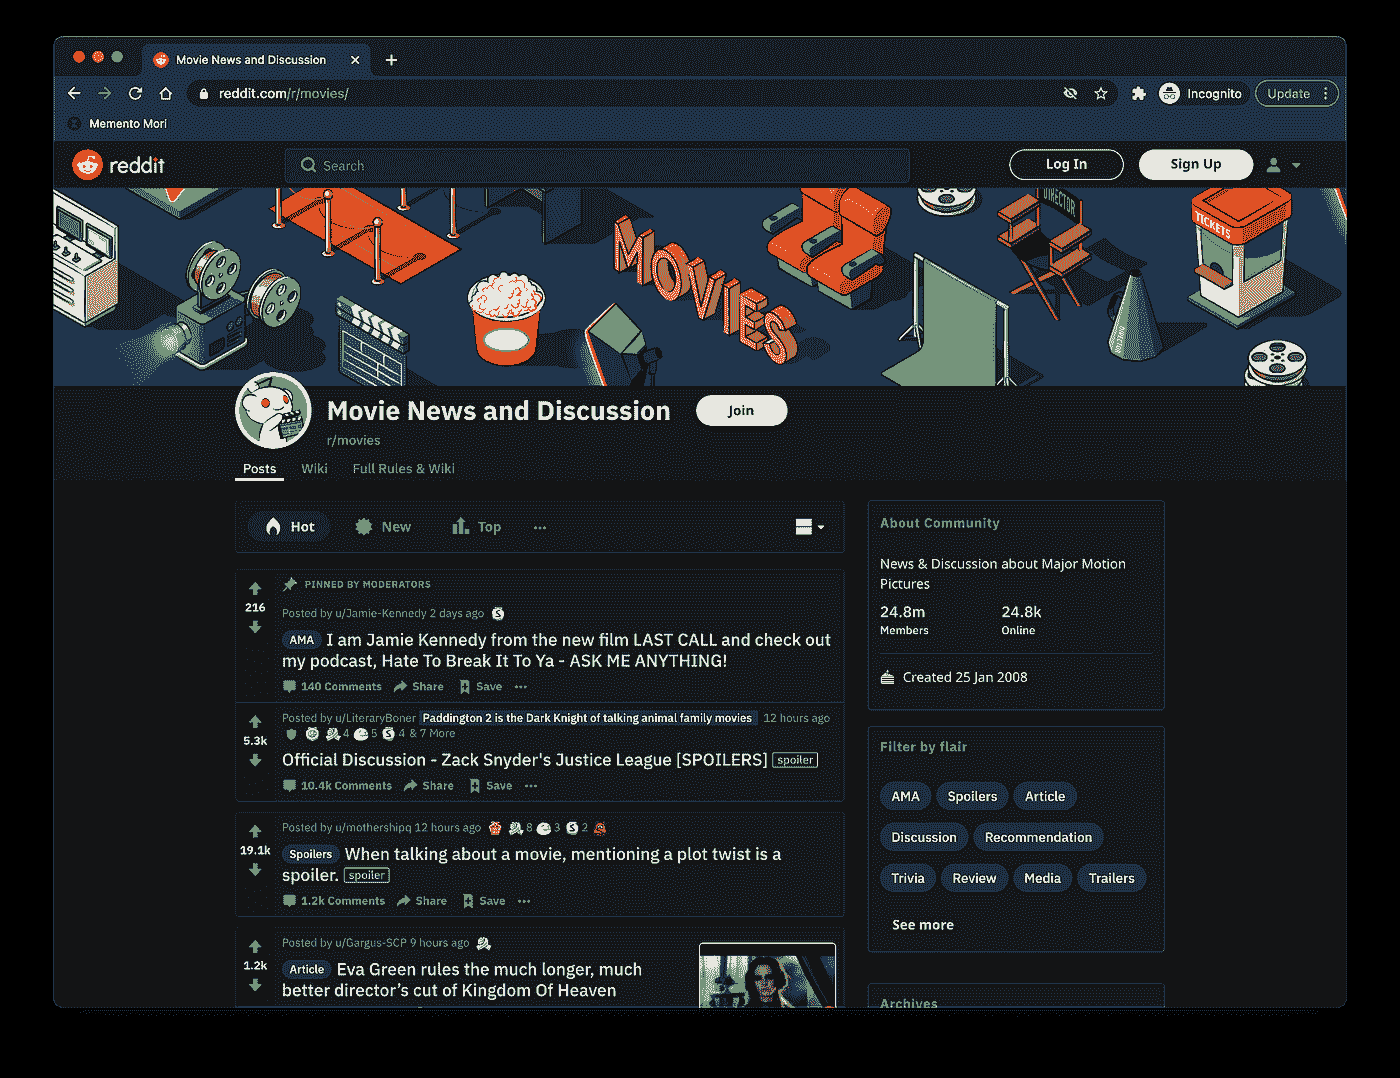 Movie News and Discussion
reddit.com/r/movies/
Incognito
Update
Memento Mori
reddit
Search
Log In
Sign Up
MOVIES
DIRECTOR
TICKETS
Movie News and Discussion
Join
r/movies
Posts
Wiki
Full Rules & Wiki
Hot
New
Top
PINNED BY MODERATORS
216
Posted by u/Jamie-Kennedy 2 days ago
AMA I am Jamie Kennedy from the new film LAST CALL and check out
my podcast, Hate To Break It To Ya - ASK ME ANYTHING!
140 Comments Share Save
5.3k
Posted by u/LiteraryBoner Paddington 2 is the Dark Knight of talking animal family movies 12 hours ago
4 5 4 & 7 More
Official Discussion - Zack Snyder's Justice League [SPOILERS] spoiler
10.4k Comments Share Save
19.1k
Posted by u/mothershipq 12 hours ago 8 3 2
Spoilers When talking about a movie, mentioning a plot twist is a
spoiler. spoiler
1.2k Comments Share Save
1.2k
Posted by u/Gargus-SCP 9 hours ago
Article Eva Green rules the much longer, much
better director's cut of Kingdom Of Heaven
About Community
News & Discussion about Major Motion
Pictures
24.8m 24.8k
Members Online
Created 25 Jan 2008
Filter by flair
AMA Spoilers Article
Discussion Recommendation
Trivia Review Media Trailers
See more
Archives